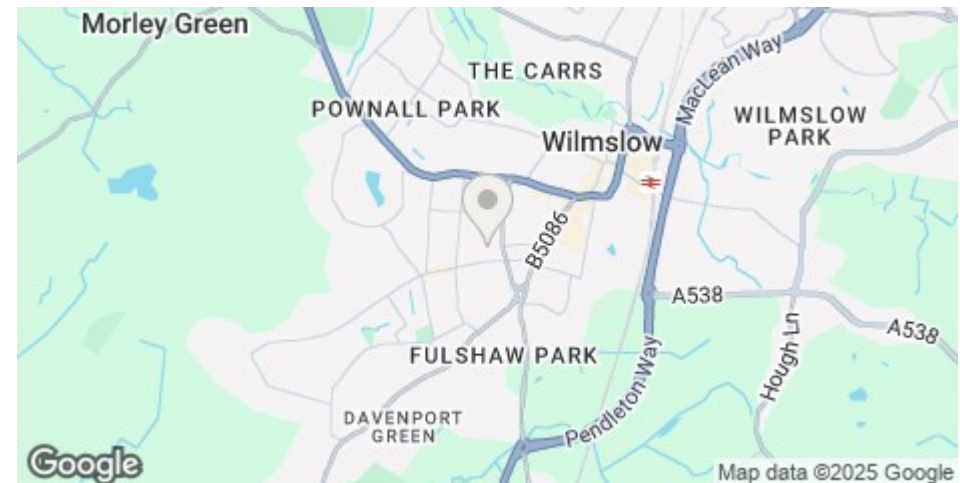 Morley Green
THE CARRS
MacLean Way
POWNALL PARK
WILMSLOW
PARK
Wilmslow
B5086
A538
A538
Hough Ln
FULSHAW PARK
Pendleton Way
DAVENPORT
GREEN
Google
Map data ©2025 Google